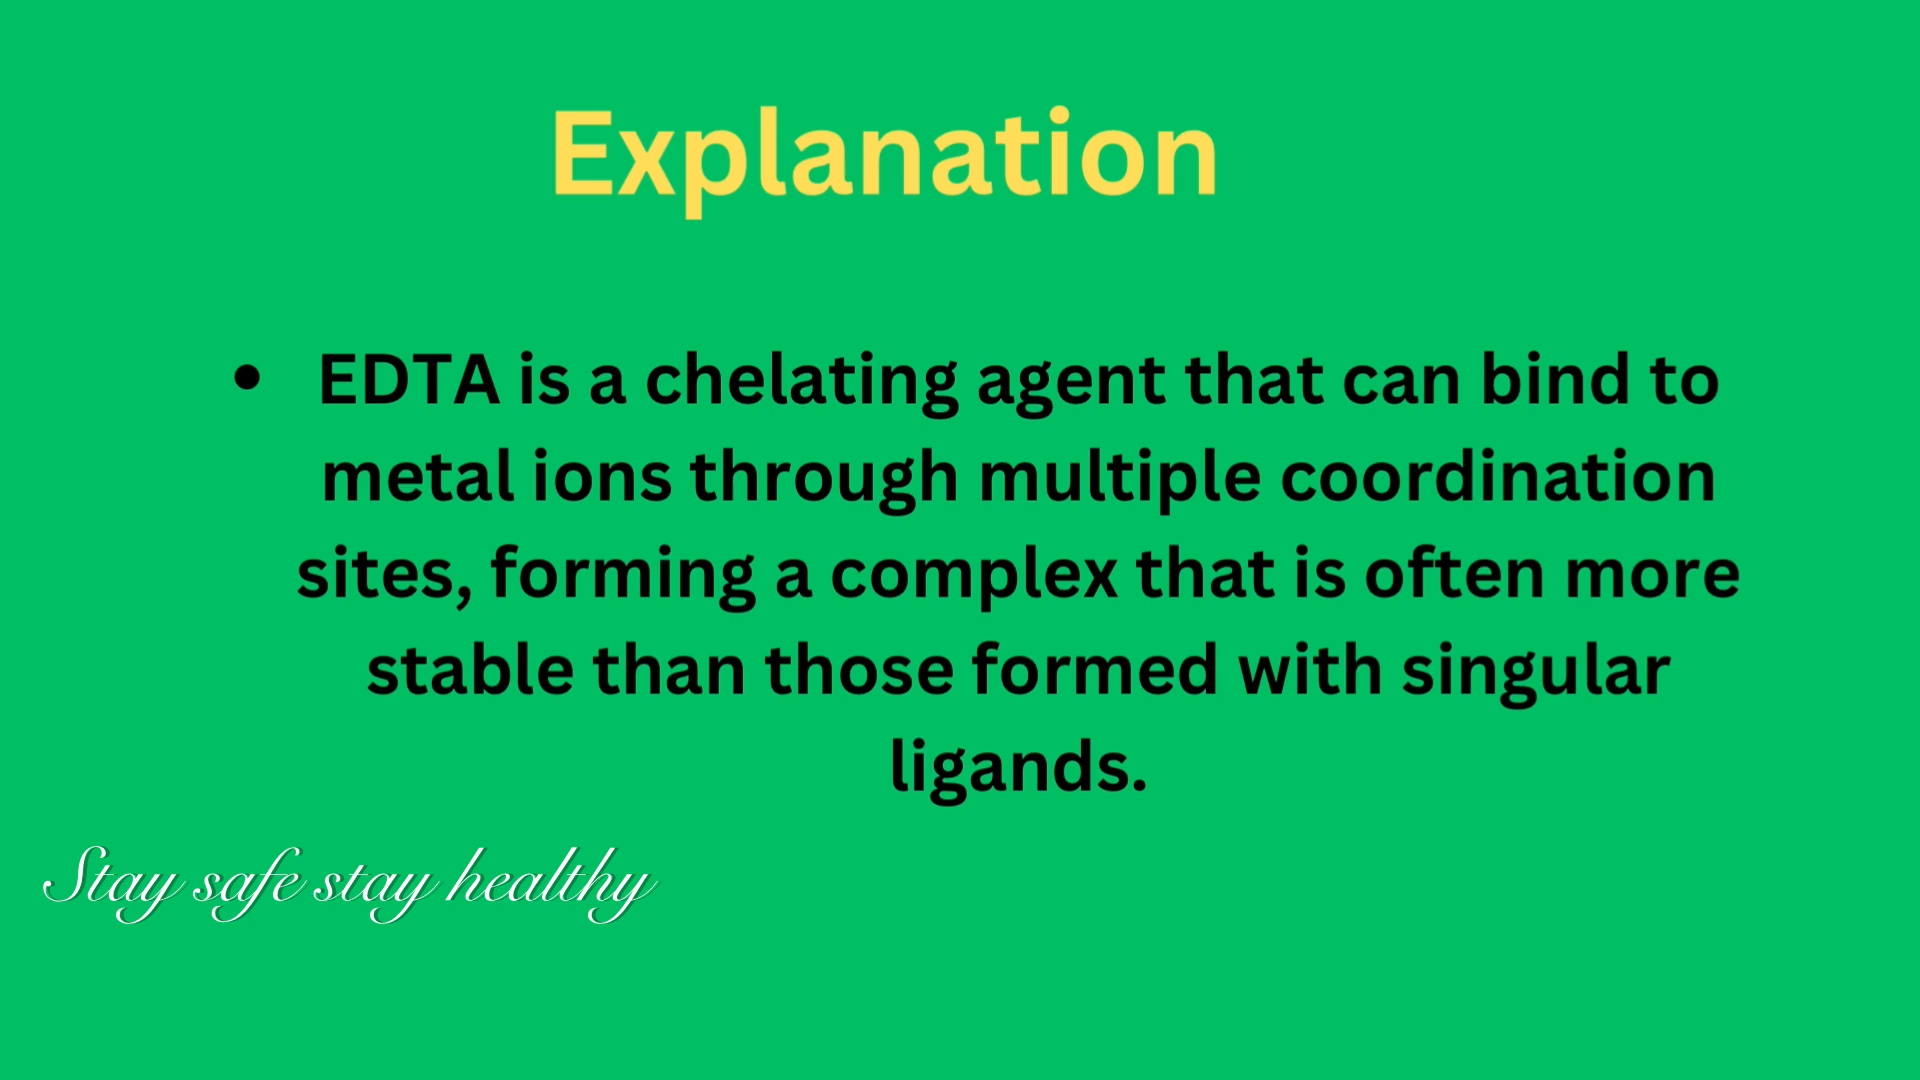 Explanation
• EDTA is a chelating agent that can bind to
metal ions through multiple coordination
sites, forming a complex that is often more
stable than those formed with singular
ligands.
Stay safe stay healthy